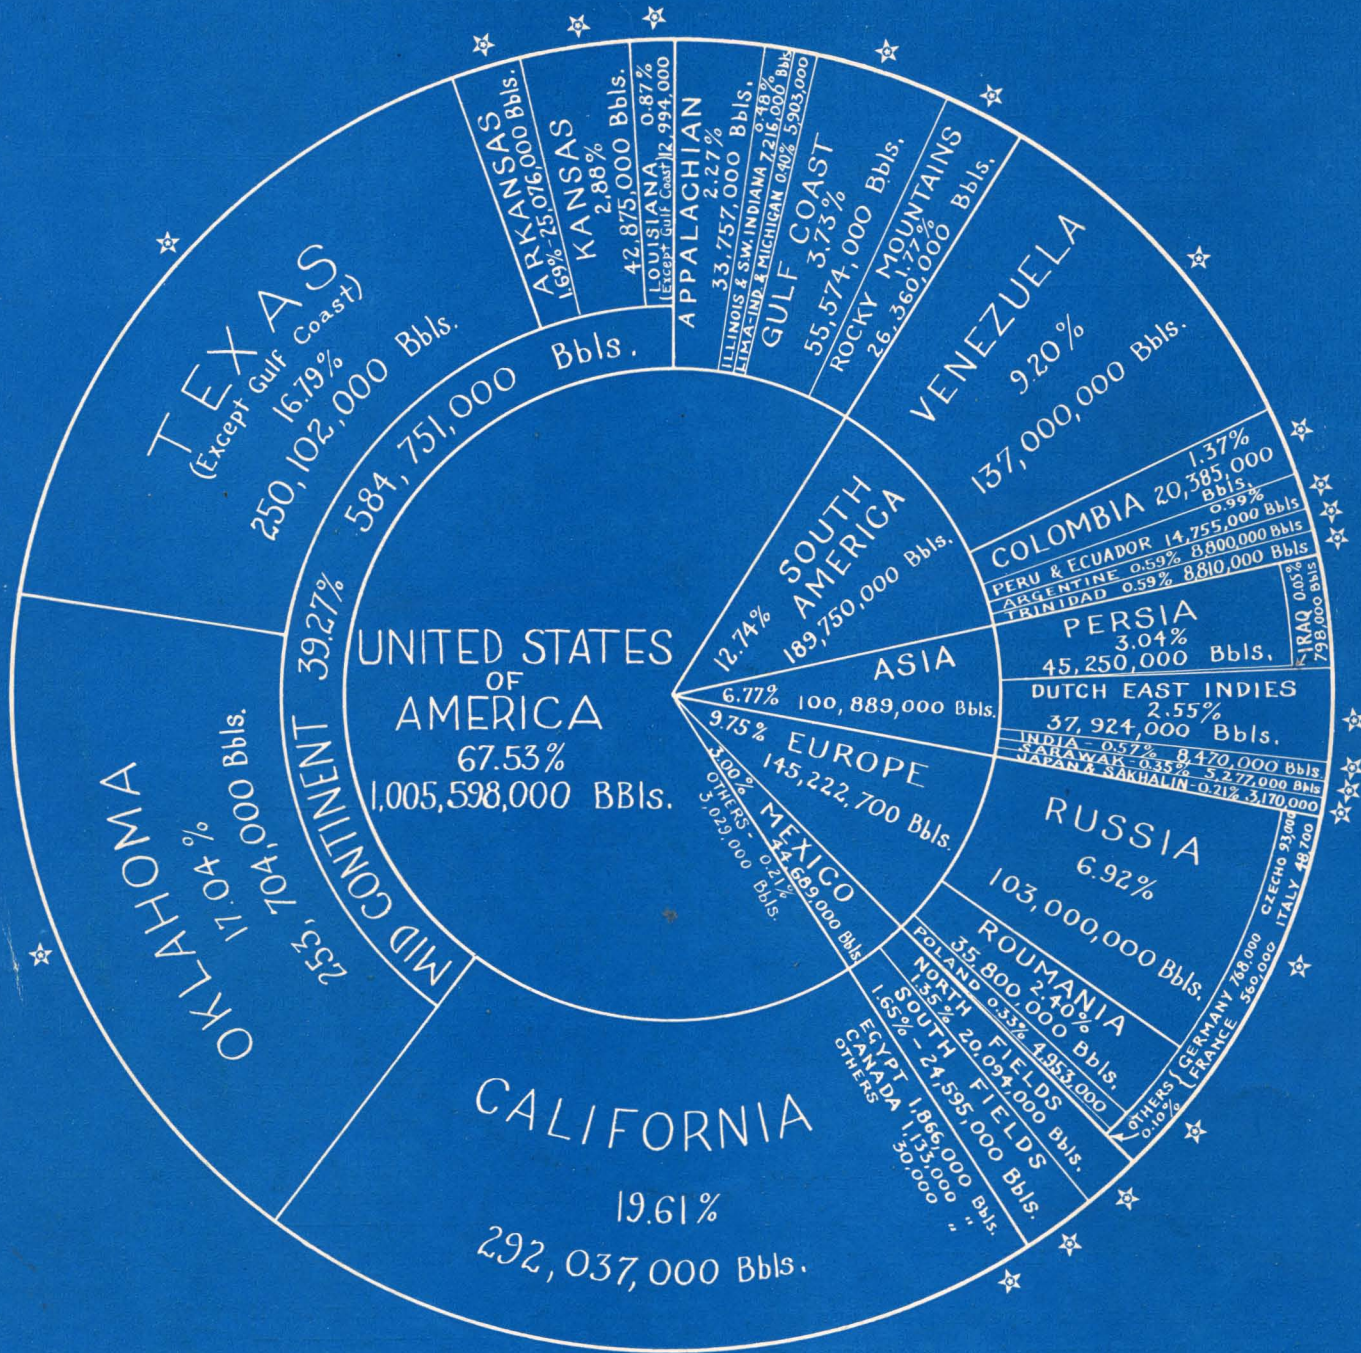 UNITED STATES
OF
AMERICA
67.53%
1,005,598,000 BBls.
MID CONTINENT 39.27% 584,751,000 Bbls.
OKLAHOMA
17.04%
253,704,000 Bbls.
TEXAS
(Except Gulf Coast)
16.79%
250,102,000 Bbls.
ARKANSAS
1.69%-25,076,000 Bbls.
KANSAS
2.88%
42,875,000 Bbls.
LOUISIANA 0.87%
(Except Gulf Coast) 12,994,000
APPALACHIAN
2.27%
33,757,000 Bbls.
ILLINOIS & S.W. INDIANA 7,216,000 Bbls
0.48%
LIMA-IND. & MICHIGAN 0.40% 5,903,000
GULF COAST
3.73%
55,574,000 Bbls.
ROCKY MOUNTAINS
1.77%
26,360,000 Bbls.
SOUTH
AMERICA
12.74%
189,750,000 Bbls.
VENEZUELA
9.20%
137,000,000 Bbls.
1.37%
COLOMBIA 20,385,000
Bbls.
0.99%
PERU & ECUADOR 14,755,000 Bbls
ARGENTINE 0.59% 8,800,000 Bbls
TRINIDAD 0.59% 8,810,000 Bbls
ASIA
6.77% 100,889,000 Bbls.
PERSIA
3.04%
45,250,000 Bbls.
IRAQ 0.05%
798,000 Bbls
DUTCH EAST INDIES
2.55%
37,924,000 Bbls.
INDIA - 0.57% 8,470,000 Bbls.
SARAWAK - 0.35% 5,277,000 Bbls
JAPAN & SAKHALIN - 0.21% 3,170,000
9.75% EUROPE
145,222,700 Bbls.
RUSSIA
6.92%
103,000,000 Bbls.
ROUMANIA
2.40%
35,800,000 Bbls.
POLAND 0.33% 4,953,000
OTHERS { GERMANY 768,000 CZECHO 93,000
0.10% { FRANCE 560,000 ITALY 48,700
3.00% MEXICO
44,689,000 Bbls.
NORTH FIELDS
1.35% 20,094,000 Bbls.
SOUTH FIELDS
1.65% - 24,595,000 Bbls.
OTHERS - 0.21%
3,029,000 Bbls.
EGYPT 1,866,000 Bbls.
CANADA 1,133,000 "
OTHERS 30,000 "
CALIFORNIA
19.61%
292,037,000 Bbls.